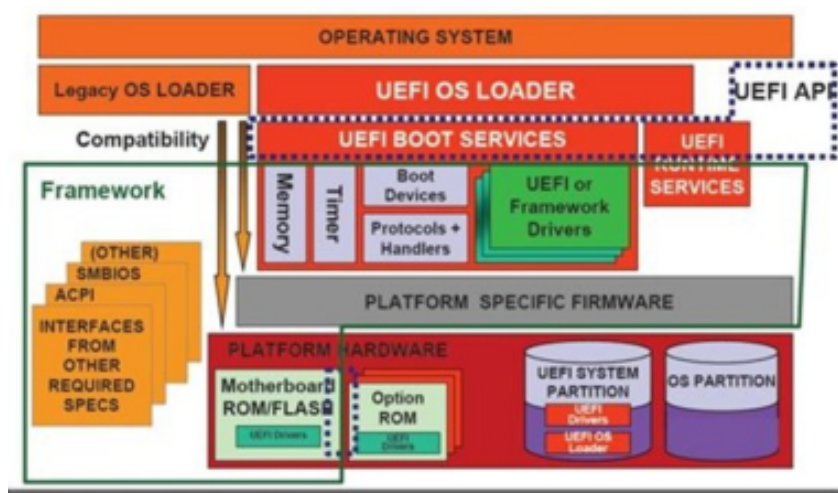 OPERATING SYSTEM
Legacy OS LOADER
UEFI OS LOADER
UEFI API
Compatibility
UEFI BOOT SERVICES
UEFI
RUNTIME
SERVICES
Framework
Memory
Timer
Boot
Devices
Protocols +
Handlers
UEFI or
Framework
Drivers
(OTHER)
SMBIOS
ACPI
INTERFACES
FROM
OTHER
REQUIRED
SPECS
PLATFORM SPECIFIC FIRMWARE
PLATFORM HARDWARE
Motherboard
ROM/FLASH
UEFI Drivers
Option
ROM
UEFI
Drivers
UEFI SYSTEM
PARTITION
UEFI
Drivers
UEFI OS
Loader
OS PARTITION